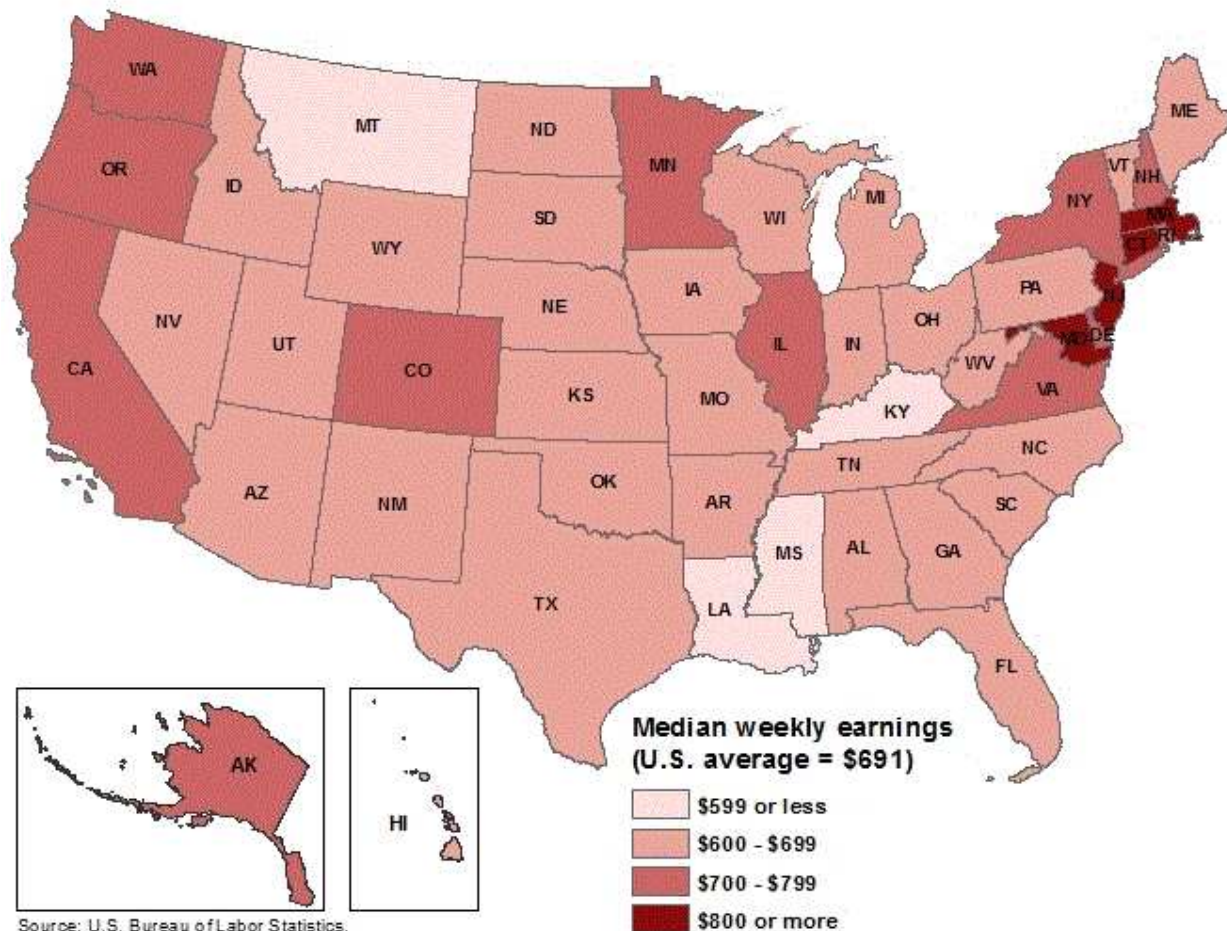 WA
MT
ND
MN
ME
VT
NH
OR
ID
SD
WI
MI
NY
MA
RI
CT
WY
IA
PA
NJ
NE
NV
UT
IL
IN
OH
MD
DE
WV
CA
CO
KS
MO
KY
VA
TN
NC
AZ
NM
OK
AR
SC
MS
AL
GA
TX
LA
FL
AK
HI
Median weekly earnings
(U.S. average = $691)
$599 or less
$600 - $699
$700 - $799
$800 or more
Source: U.S. Bureau of Labor Statistics.